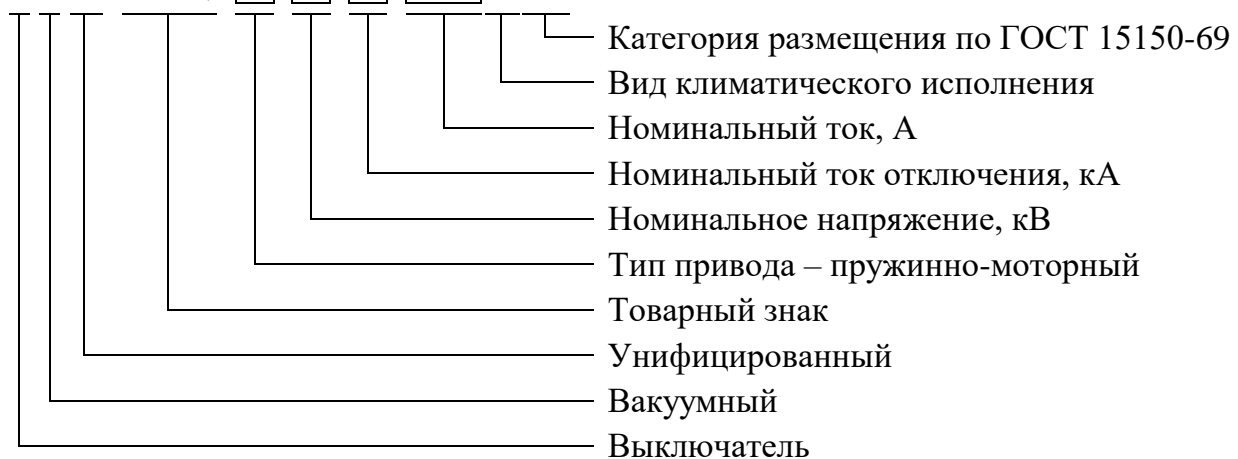 Категория размещения по ГОСТ 15150-69
Вид климатического исполнения
Номинальный ток, А
Номинальный ток отключения, кА
Номинальное напряжение, кВ
Тип привода – пружинно-моторный
Товарный знак
Унифицированный
Вакуумный
Выключатель